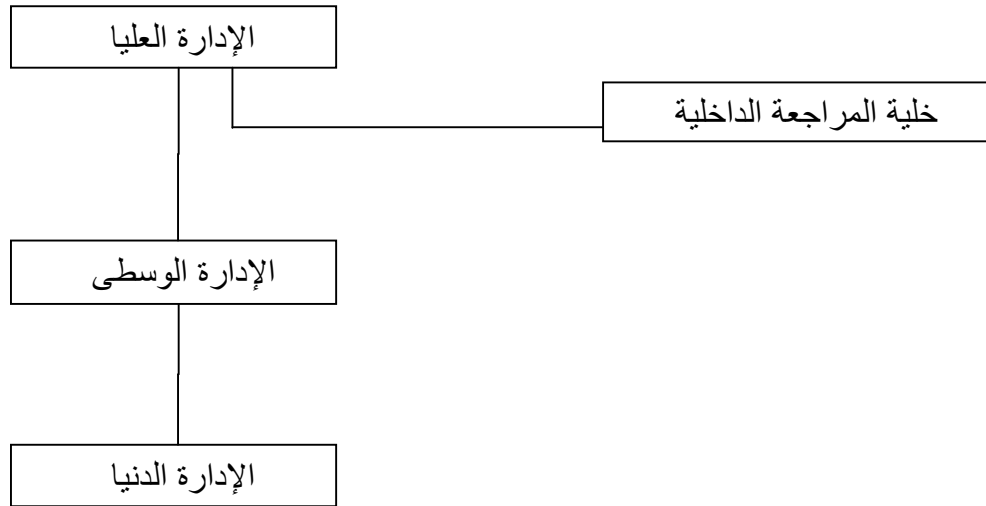 الإدارة العليا
خلية المراجعة الداخلية
الإدارة الوسطى
الإدارة الدنيا